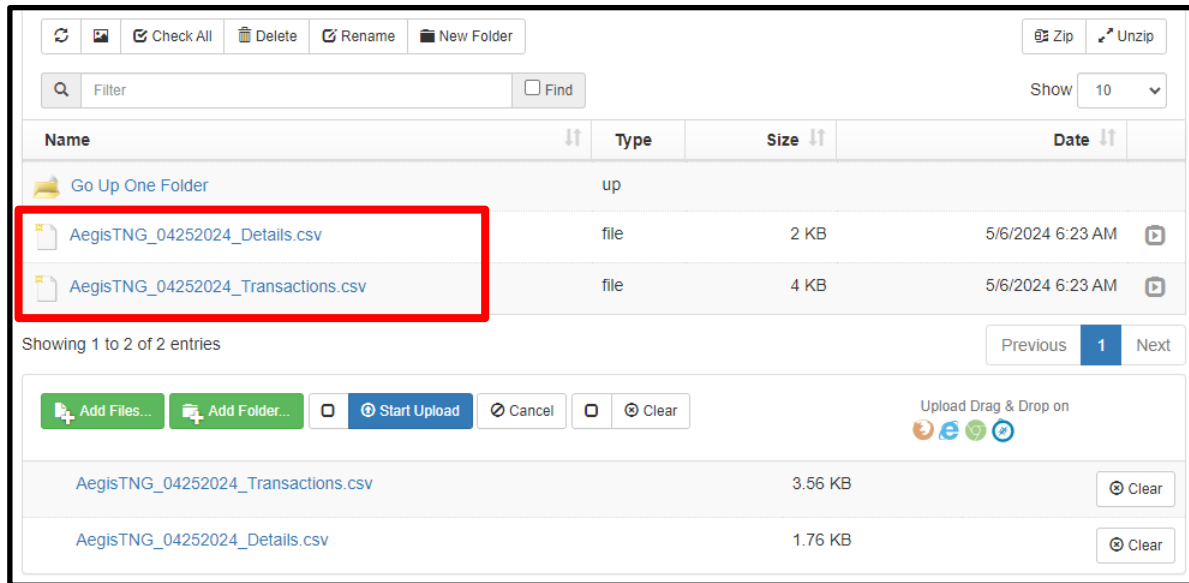 Check All Delete Rename New Folder Zip Unzip
Filter Find Show 10
Name Type Size Date
Go Up One Folder up
AegisTNG_04252024_Details.csv file 2 KB 5/6/2024 6:23 AM
AegisTNG_04252024_Transactions.csv file 4 KB 5/6/2024 6:23 AM
Showing 1 to 2 of 2 entries Previous 1 Next
Add Files... Add Folder... Start Upload Cancel Clear Upload Drag & Drop on
AegisTNG_04252024_Transactions.csv 3.56 KB Clear
AegisTNG_04252024_Details.csv 1.76 KB Clear